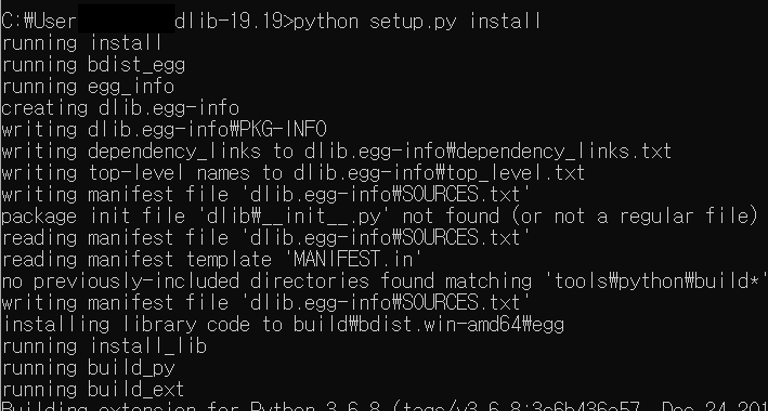 C:₩User dlib-19.19>python setup.py install
running install
running bdist_egg
running egg_info
creating dlib.egg-info
writing dlib.egg-info₩PKG-INFO
writing dependency_links to dlib.egg-info₩dependency_links.txt
writing top-level names to dlib.egg-info₩top_level.txt
writing manifest file 'dlib.egg-info₩SOURCES.txt'
package init file 'dlib₩__init__.py' not found (or not a regular file)
reading manifest file 'dlib.egg-info₩SOURCES.txt'
reading manifest template 'MANIFEST.in'
no previously-included directories found matching 'tools₩python₩build*'
writing manifest file 'dlib.egg-info₩SOURCES.txt'
installing library code to build₩bdist.win-amd64₩egg
running install_lib
running build_py
running build_ext
Building extension for Python 3.6.8 (tags/v3.6.8:3c6b436a57, Dec 24 201